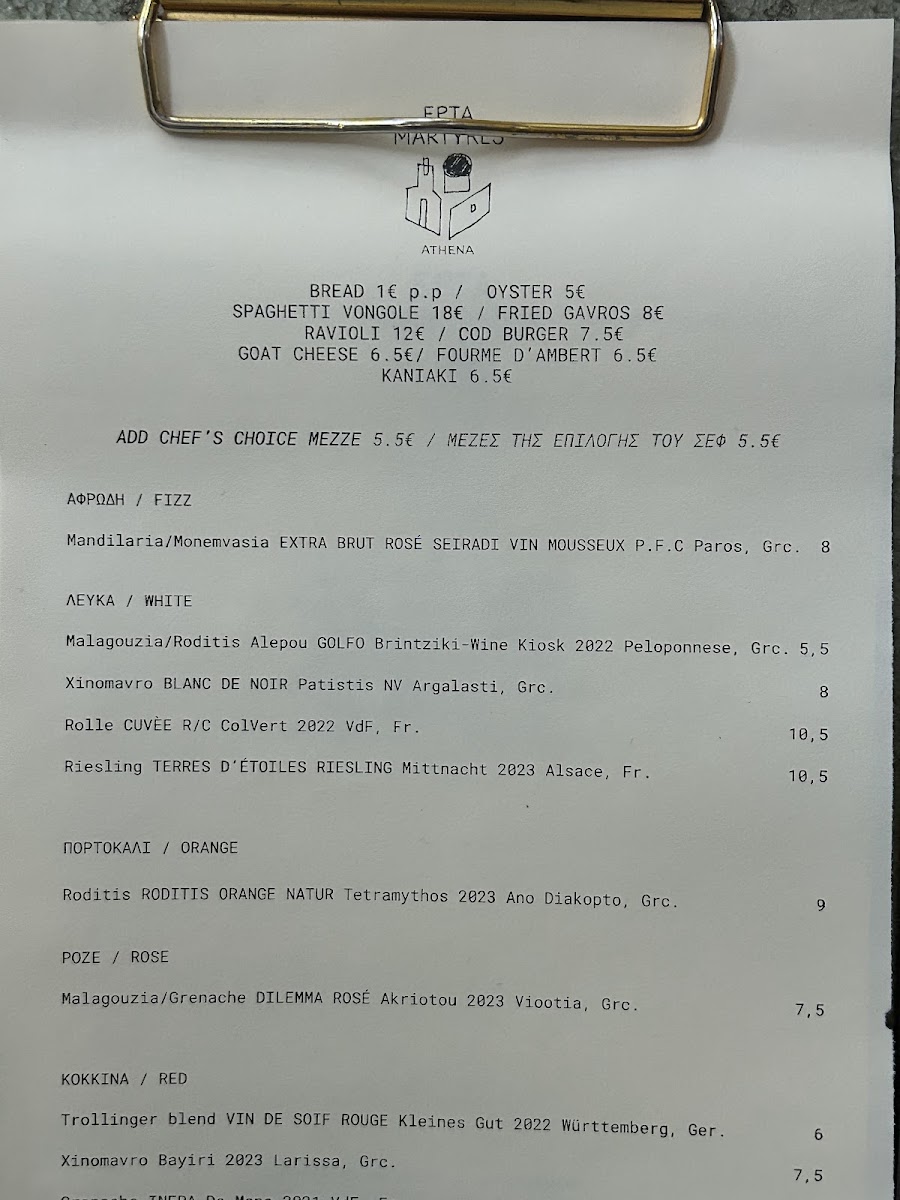 EPTA
MARTYRES
ATHENA
BREAD 1€ p.p / OYSTER 5€
SPAGHETTI VONGOLE 18€ / FRIED GAVROS 8€
RAVIOLI 12€ / COD BURGER 7.5€
GOAT CHEESE 6.5€/ FOURME D'AMBERT 6.5€
KANIAKI 6.5€
ADD CHEF'S CHOICE MEZZE 5.5€ / ΜΕΖΕΣ ΤΗΣ ΕΠΙΛΟΓΗΣ ΤΟΥ ΣΕΦ 5.5€
ΑΦΡΩΔΗ / FIZZ
Mandilaria/Monemvasia EXTRA BRUT ROSÉ SEIRADI VIN MOUSSEUX P.F.C Paros, Grc. 8
ΛΕΥΚΑ / WHITE
Malagouzia/Roditis Alepou GOLFO Brintziki-Wine Kiosk 2022 Peloponnese, Grc. 5,5
Xinomavro BLANC DE NOIR Patistis NV Argalasti, Grc. 8
Rolle CUVÈE R/C ColVert 2022 VdF, Fr. 10,5
Riesling TERRES D'ÉTOILES RIESLING Mittnacht 2023 Alsace, Fr. 10,5
ΠΟΡΤΟΚΑΛΙ / ORANGE
Roditis RODITIS ORANGE NATUR Tetramythos 2023 Ano Diakopto, Grc. 9
ΡΟΖΕ / ROSE
Malagouzia/Grenache DILEMMA ROSÉ Akriotou 2023 Viootia, Grc. 7,5
ΚΟΚΚΙΝΑ / RED
Trollinger blend VIN DE SOIF ROUGE Kleines Gut 2022 Württemberg, Ger. 6
Xinomavro Bayiri 2023 Larissa, Grc. 7,5